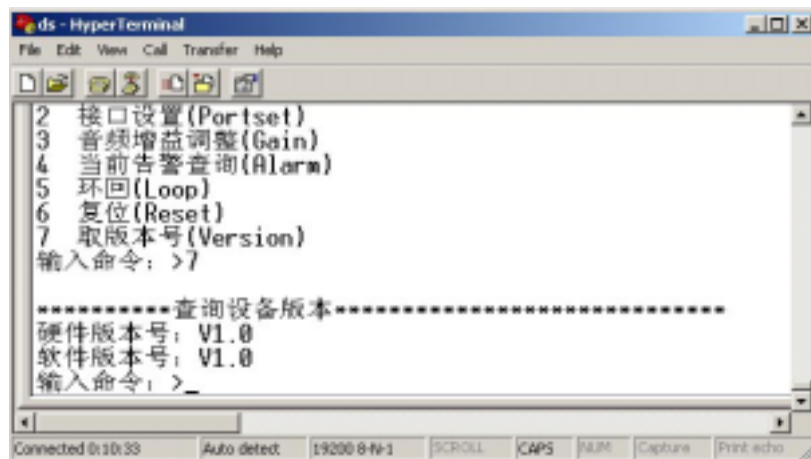 ds - HyperTerminal
File Edit View Call Transfer Help
2 接口设置(Portset)
3 音频增益调整(Gain)
4 当前告警查询(Alarm)
5 环回(Loop)
6 复位(Reset)
7 取版本号(Version)
输入命令：>7
**********查询设备版本*****************************
硬件版本号：V1.0
软件版本号：V1.0
输入命令：>_
Connected 0:10:33 Auto detect 19200 8-N-1 SCROLL CAPS NUM Capture Print echo